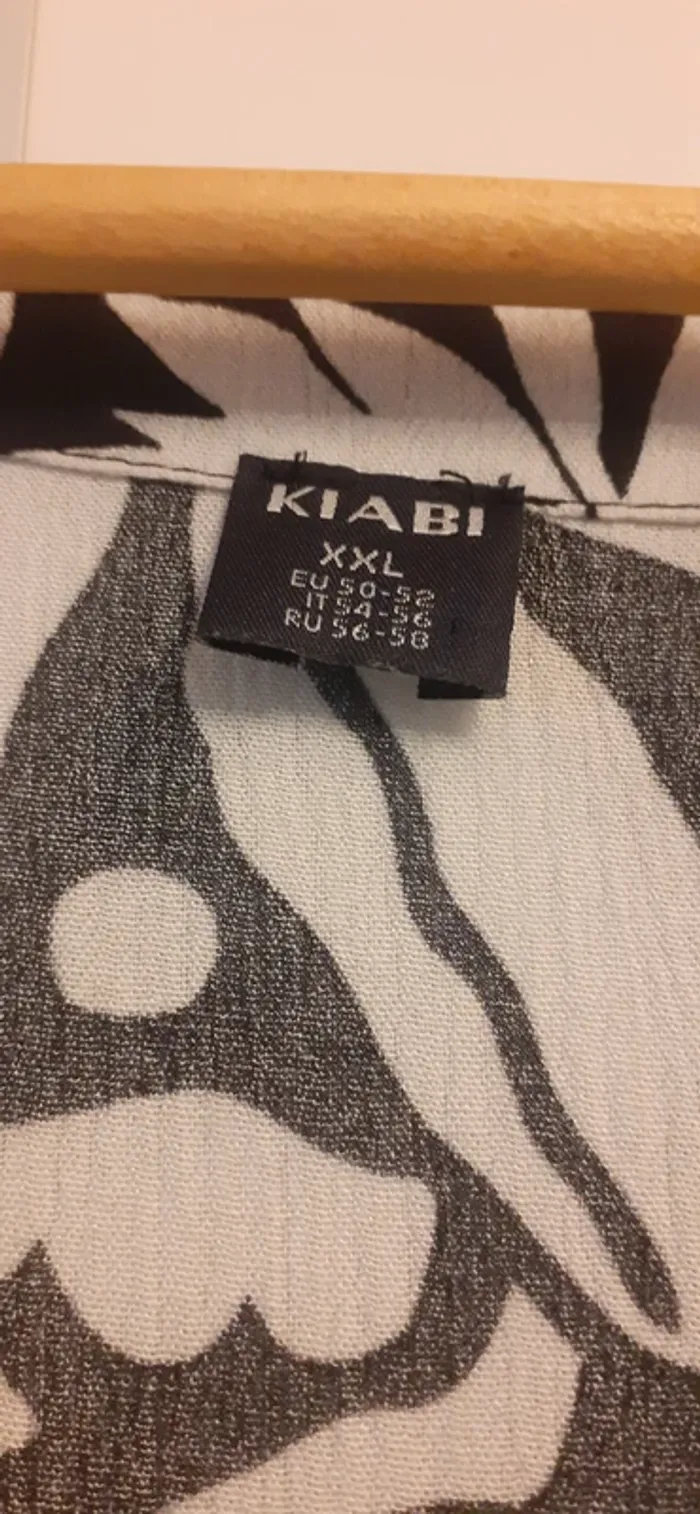 KIABI
XXL
EU 50-52
IT 54-56
RU 56-58